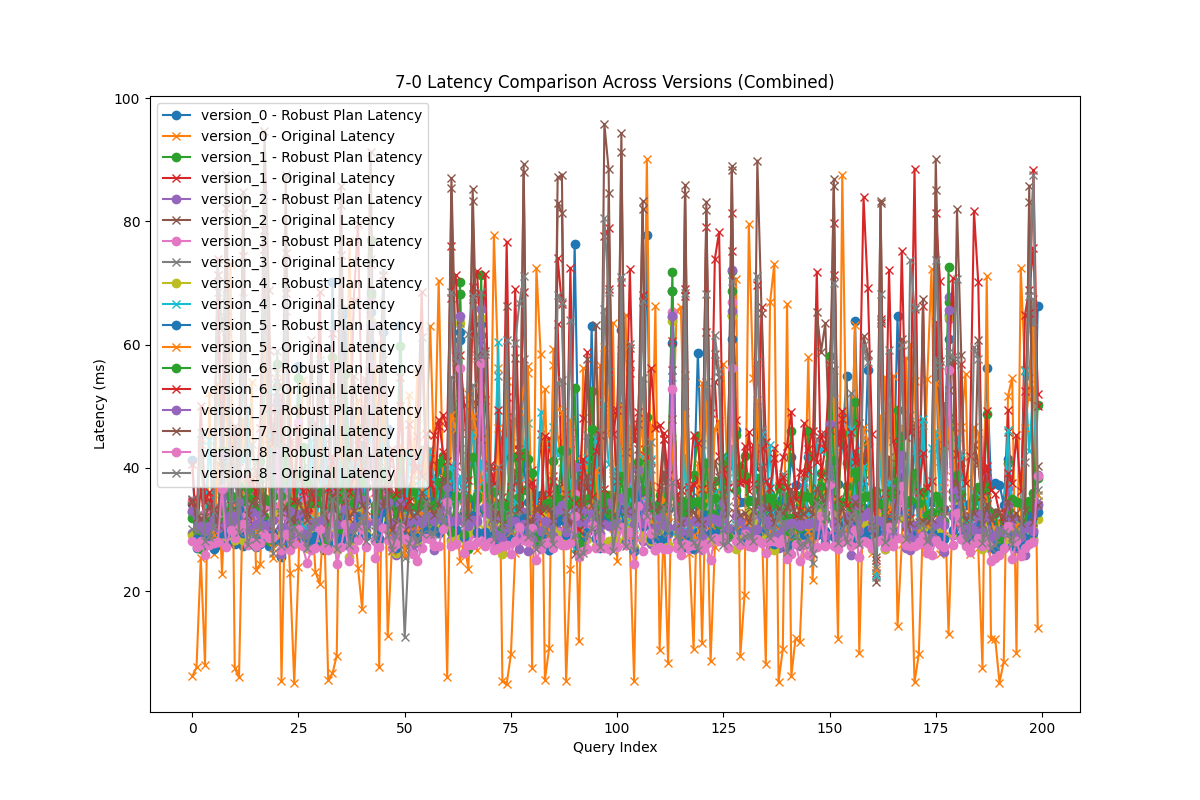 7-0 Latency Comparison Across Versions (Combined)
100
80
60
40
20
Latency (ms)
version_0 - Robust Plan Latency
version_0 - Original Latency
version_1 - Robust Plan Latency
version_1 - Original Latency
version_2 - Robust Plan Latency
version_2 - Original Latency
version_3 - Robust Plan Latency
version_3 - Original Latency
version_4 - Robust Plan Latency
version_4 - Original Latency
version_5 - Robust Plan Latency
version_5 - Original Latency
version_6 - Robust Plan Latency
version_6 - Original Latency
version_7 - Robust Plan Latency
version_7 - Original Latency
version_8 - Robust Plan Latency
version_8 - Original Latency
0 25 50 75 100 125 150 175 200
Query Index